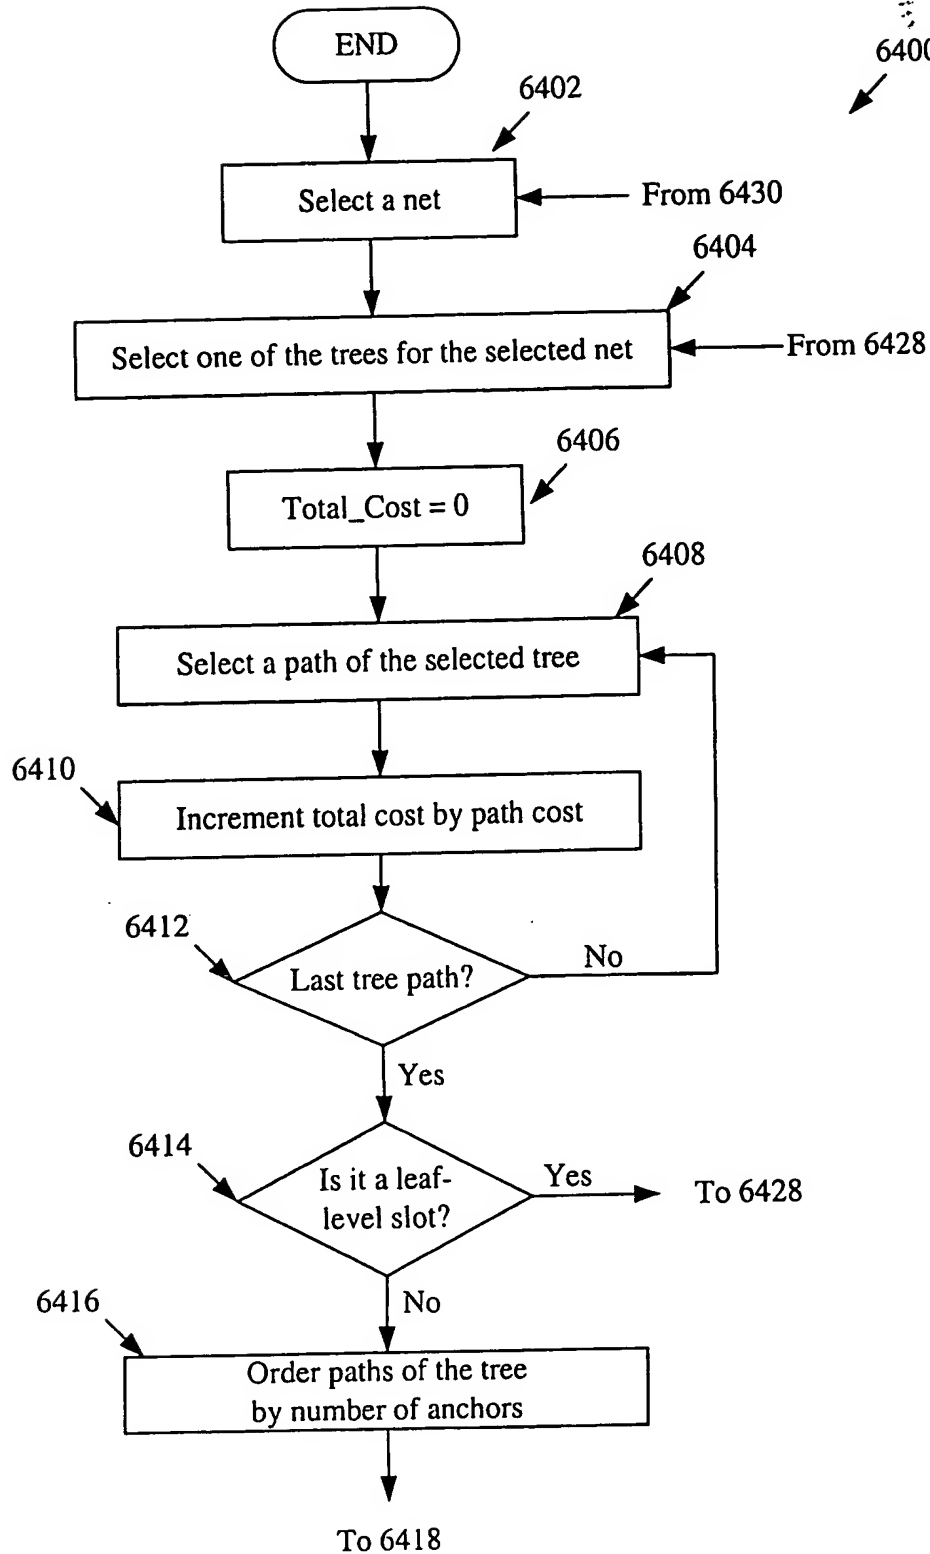 END
6400
6402
Select a net
From 6430
6404
Select one of the trees for the selected net
From 6428
6406
Total_Cost = 0
6408
Select a path of the selected tree
6410
Increment total cost by path cost
6412
Last tree path?
No
Yes
6414
Is it a leaf-
level slot?
Yes
To 6428
No
6416
Order paths of the tree
by number of anchors
To 6418